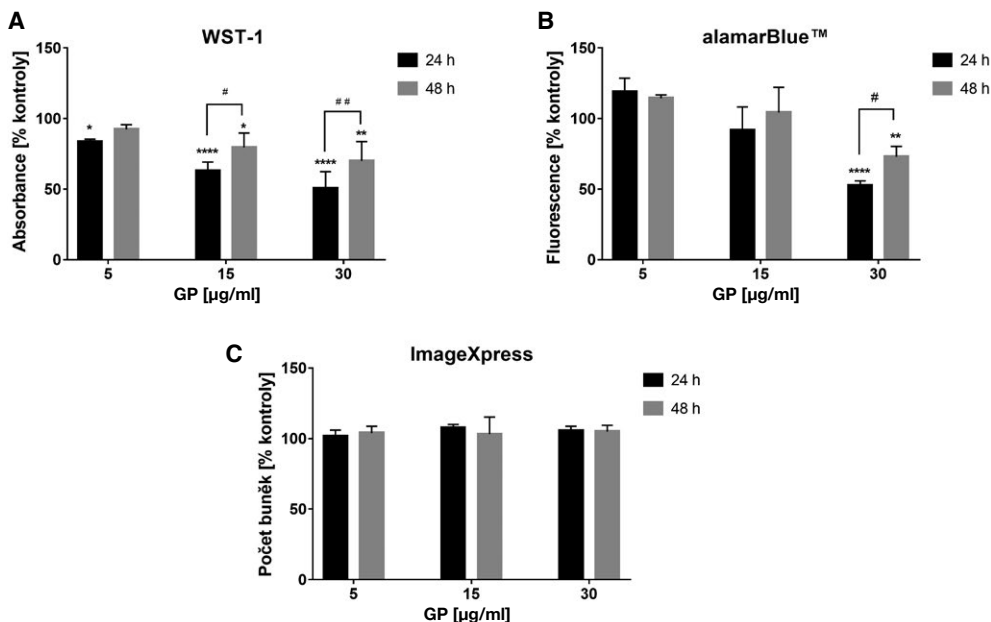 A
WST-1
Absorbance [% kontroly]
150
100
50
0
*
****
#
*
****
##
**
5
15
30
GP [µg/ml]
24 h
48 h
B
alamarBlue™
Fluorescence [% kontroly]
150
100
50
0
****
#
**
5
15
30
GP [µg/ml]
24 h
48 h
C
ImageXpress
Počet buněk [% kontroly]
150
100
50
0
5
15
30
GP [µg/ml]
24 h
48 h